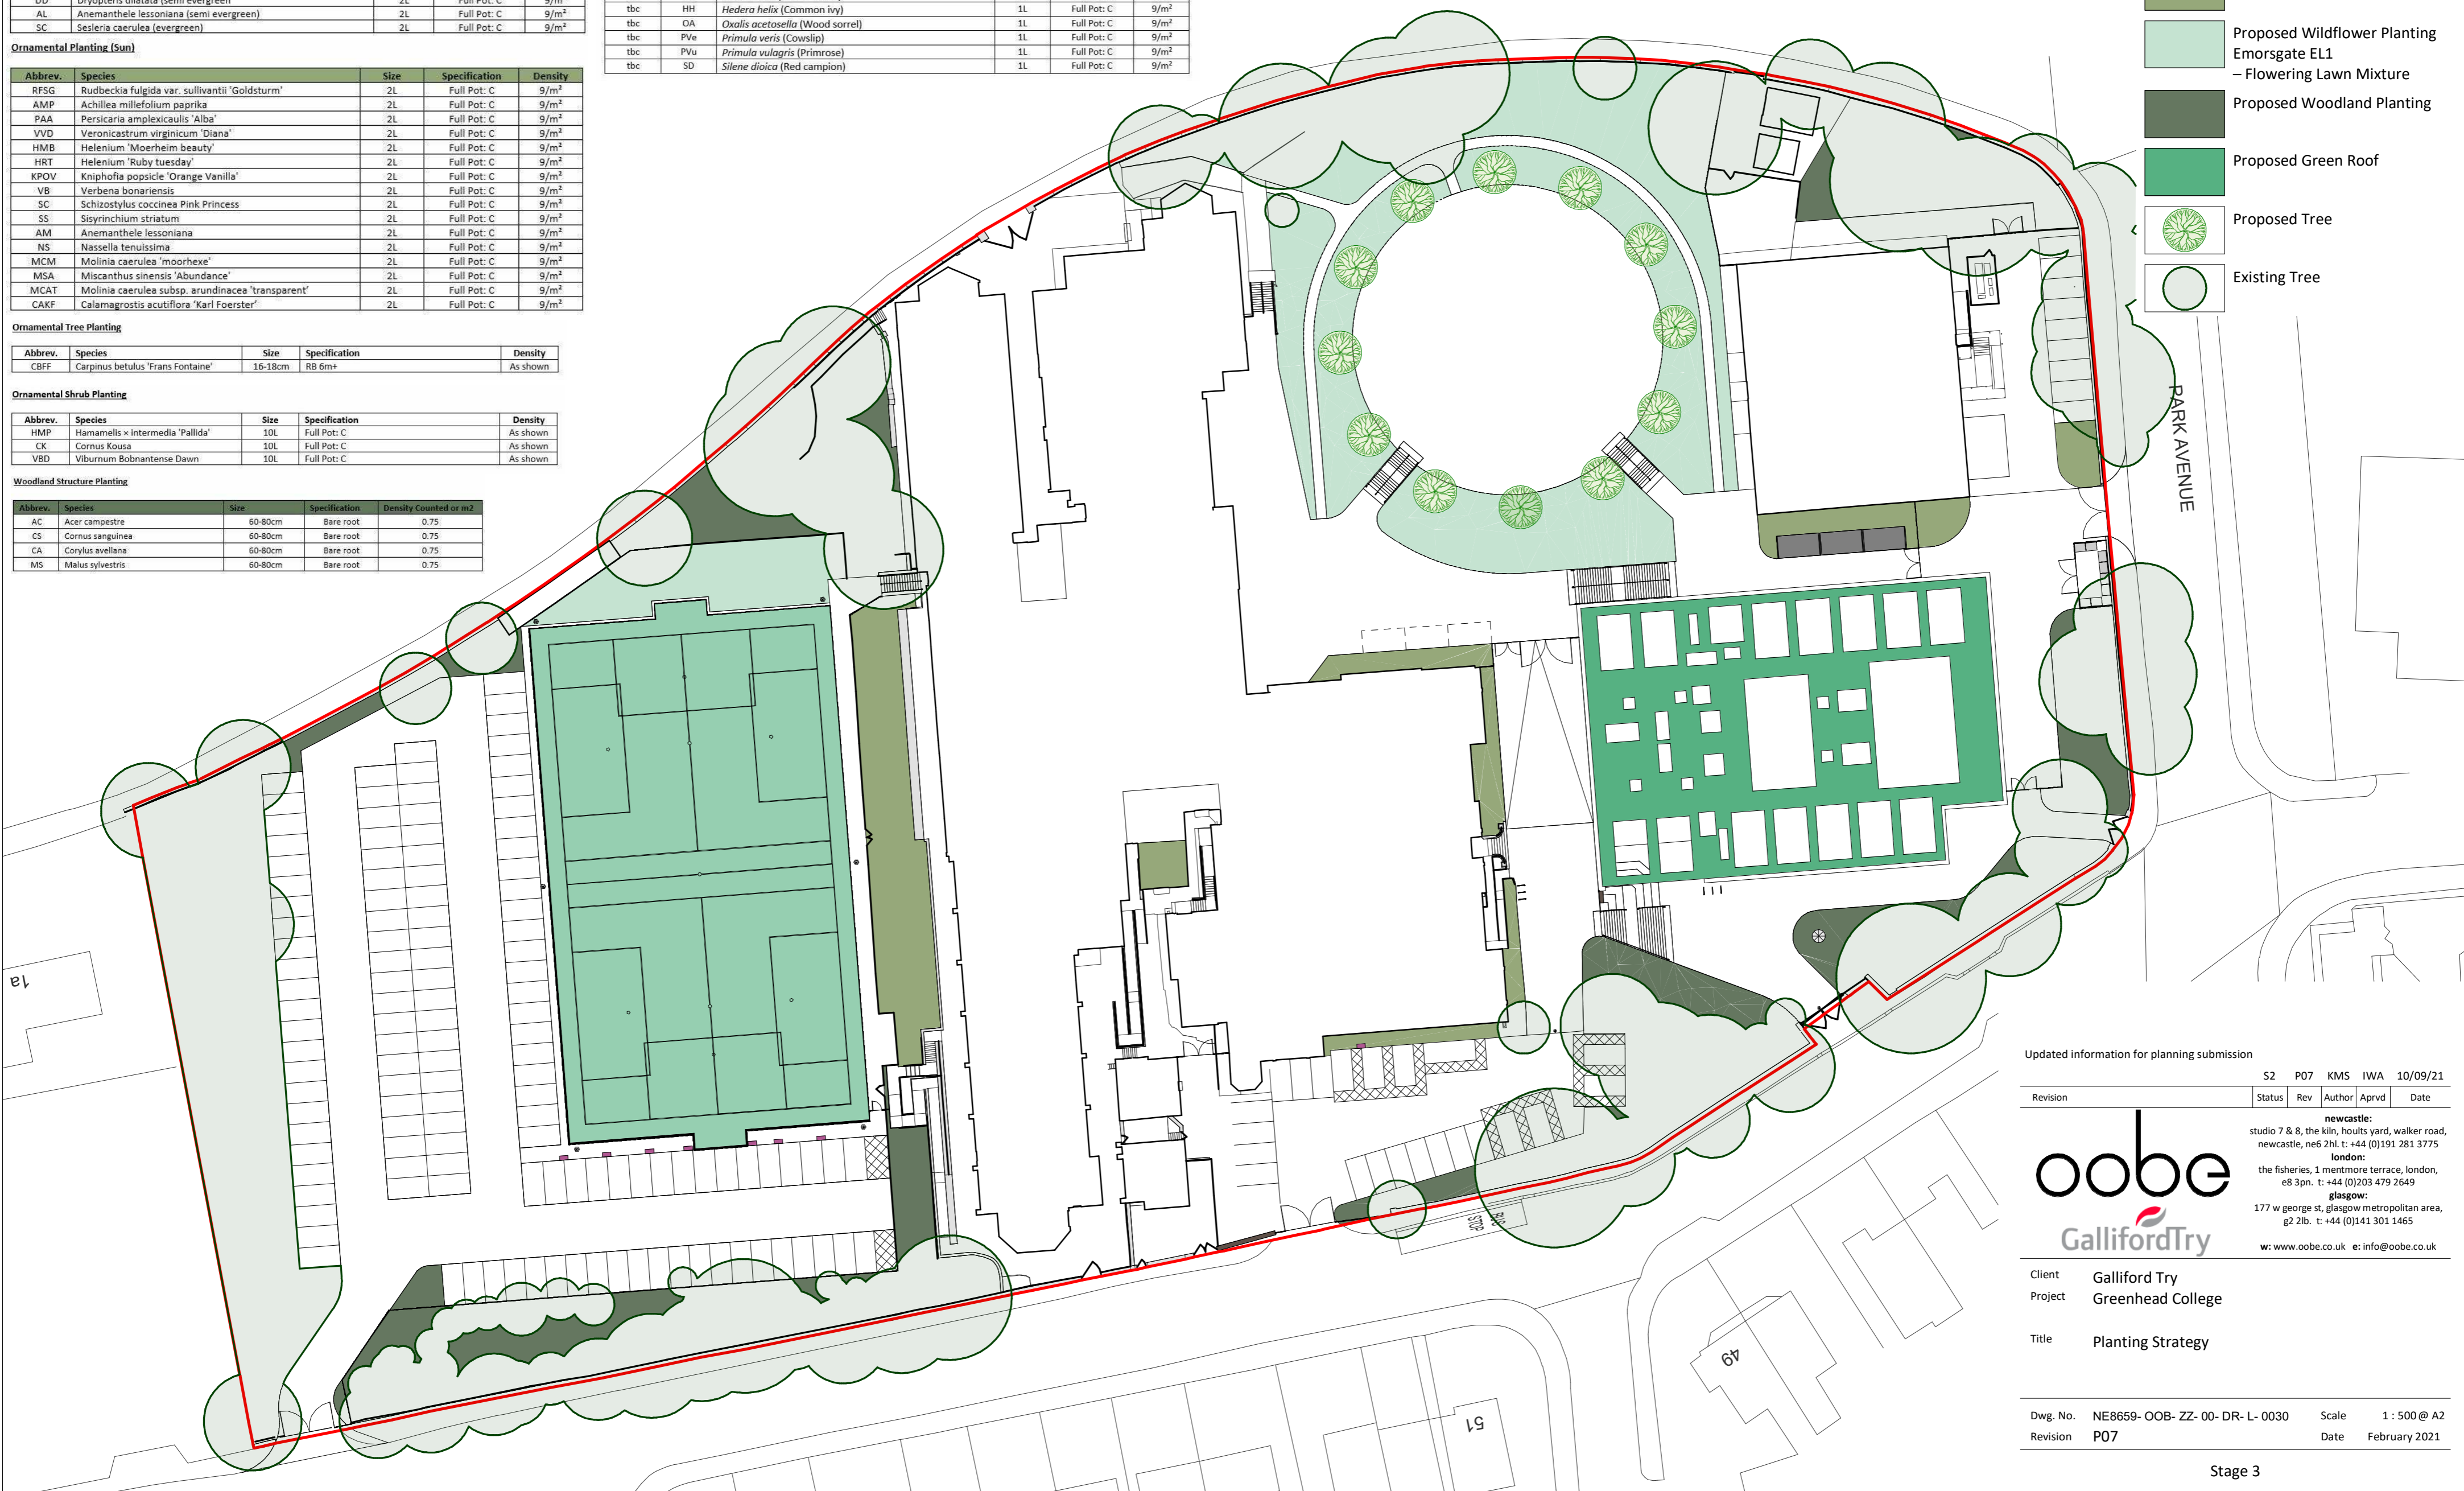 DD Dryopteris dilatata (semi evergreen 2L Full Pot: C 9/m²
AL Anemanthele lessoniana (semi evergreen) 2L Full Pot: C 9/m²
SC Sesleria caerulea (evergreen) 2L Full Pot: C 9/m²
Ornamental Planting (Sun)
Abbrev. Species Size Specification Density
RFSG Rudbeckia fulgida var. sullivantii 'Goldsturm' 2L Full Pot: C 9/m²
AMP Achillea millefolium paprika 2L Full Pot: C 9/m²
PAA Persicaria amplexicaulis 'Alba' 2L Full Pot: C 9/m²
VVD Veronicastrum virginicum 'Diana' 2L Full Pot: C 9/m²
HMB Helenium 'Moerheim beauty' 2L Full Pot: C 9/m²
HRT Helenium 'Ruby tuesday' 2L Full Pot: C 9/m²
KPOV Kniphofia popsicle 'Orange Vanilla' 2L Full Pot: C 9/m²
VB Verbena bonariensis 2L Full Pot: C 9/m²
SC Schizostylus coccinea Pink Princess 2L Full Pot: C 9/m²
SS Sisyrinchium striatum 2L Full Pot: C 9/m²
AM Anemanthele lessoniana 2L Full Pot: C 9/m²
NS Nassella tenuissima 2L Full Pot: C 9/m²
MCM Molinia caerulea 'moorhexe' 2L Full Pot: C 9/m²
MSA Miscanthus sinensis 'Abundance' 2L Full Pot: C 9/m²
MCAT Molinia caerulea subsp. arundinacea 'transparent' 2L Full Pot: C 9/m²
CAKF Calamagrostis acutiflora 'Karl Foerster' 2L Full Pot: C 9/m²
Ornamental Tree Planting
Abbrev. Species Size Specification Density
CBFF Carpinus betulus 'Frans Fontaine' 16-18cm RB 6m+ As shown
Ornamental Shrub Planting
Abbrev. Species Size Specification Density
HMP Hamamelis × intermedia 'Pallida' 10L Full Pot: C As shown
CK Cornus Kousa 10L Full Pot: C As shown
VBD Viburnum Bobnantense Dawn 10L Full Pot: C As shown
Woodland Structure Planting
Abbrev. Species Size Specification Density Counted or m2
AC Acer campestre 60-80cm Bare root 0.75
CS Cornus sanguinea 60-80cm Bare root 0.75
CA Corylus avellana 60-80cm Bare root 0.75
MS Malus sylvestris 60-80cm Bare root 0.75
tbc HH Hedera helix (Common ivy) 1L Full Pot: C 9/m²
tbc OA Oxalis acetosella (Wood sorrel) 1L Full Pot: C 9/m²
tbc PVe Primula veris (Cowslip) 1L Full Pot: C 9/m²
tbc PVu Primula vulagris (Primrose) 1L Full Pot: C 9/m²
tbc SD Silene dioica (Red campion) 1L Full Pot: C 9/m²
Proposed Wildflower Planting
Emorsgate EL1
– Flowering Lawn Mixture
Proposed Woodland Planting
Proposed Green Roof
Proposed Tree
Existing Tree
PARK AVENUE
1a
BUS
STOP
49
51
Updated information for planning submission
S2 P07 KMS IWA 10/09/21
Revision Status Rev Author Aprvd Date
oobe
GallifordTry
newcastle:
studio 7 & 8, the kiln, hoults yard, walker road,
newcastle, ne6 2hl. t: +44 (0)191 281 3775
london:
the fisheries, 1 mentmore terrace, london,
e8 3pn. t: +44 (0)203 479 2649
glasgow:
177 w george st, glasgow metropolitan area,
g2 2lb. t: +44 (0)141 301 1465
w: www.oobe.co.uk e: info@oobe.co.uk
Client Galliford Try
Project Greenhead College
Title Planting Strategy
Dwg. No. NE8659- OOB- ZZ- 00- DR- L- 0030 Scale 1 : 500 @ A2
Revision P07 Date February 2021
Stage 3